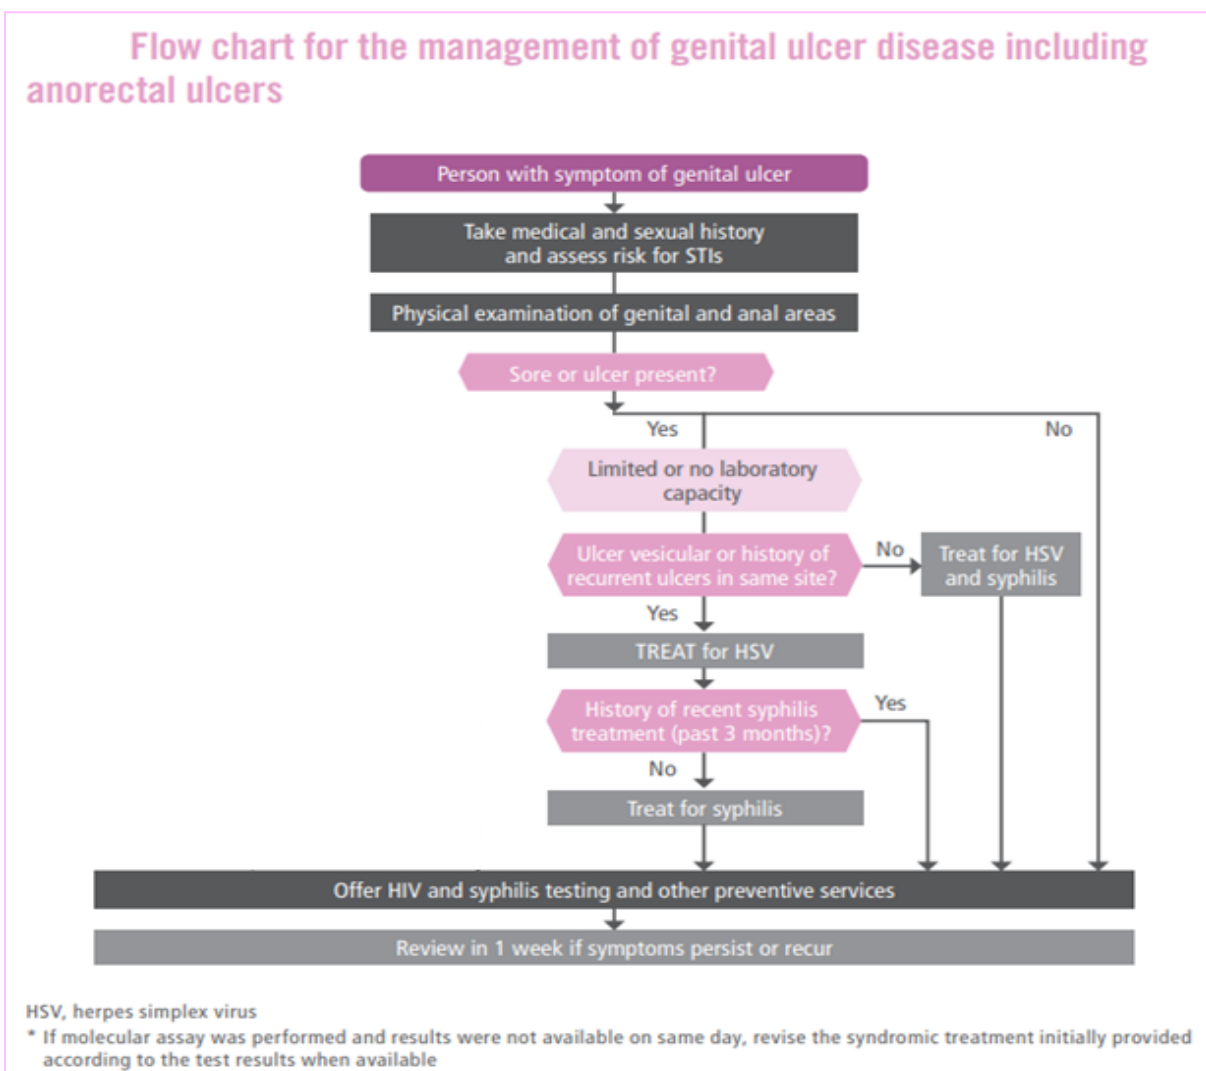 Flow chart for the management of genital ulcer disease including
anorectal ulcers
Person with symptom of genital ulcer
Take medical and sexual history
and assess risk for STIs
Physical examination of genital and anal areas
Sore or ulcer present?
Yes
No
Limited or no laboratory
capacity
Ulcer vesicular or history of
recurrent ulcers in same site?
No
Treat for HSV
and syphilis
Yes
TREAT for HSV
History of recent syphilis
treatment (past 3 months)?
Yes
No
Treat for syphilis
Offer HIV and syphilis testing and other preventive services
Review in 1 week if symptoms persist or recur
HSV, herpes simplex virus
* If molecular assay was performed and results were not available on same day, revise the syndromic treatment initially provided
according to the test results when available